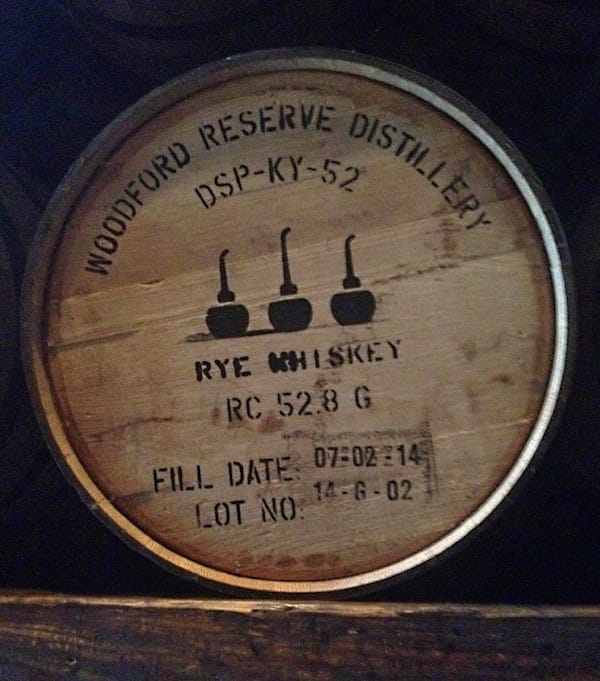 WOODFORD RESERVE DISTILLERY
DSP-KY-52
RYE WHISKEY
RC 52.8 G
FILL DATE: 07-02-14
LOT NO: 14-G-02